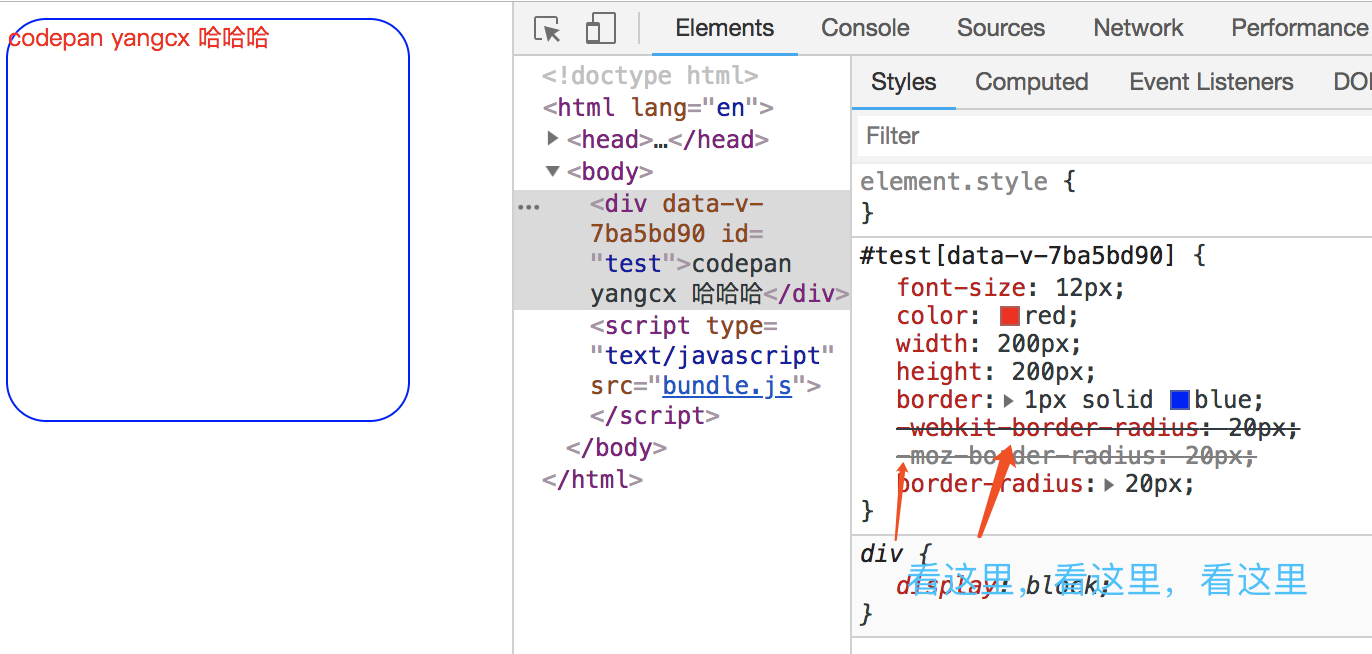 codepan yangcx 哈哈哈
Elements Console Sources Network Performance
<!doctype html>
<html lang="en">
<head>…</head>
<body>
<div data-v-
7ba5bd90 id=
"test">codepan
yangcx 哈哈哈</div>
<script type=
"text/javascript"
src="bundle.js">
</script>
</body>
</html>
Styles Computed Event Listeners DOI
Filter
element.style {
}
#test[data-v-7ba5bd90] {
font-size: 12px;
color: red;
width: 200px;
height: 200px;
border: 1px solid blue;
-webkit-border-radius: 20px;
-moz-border-radius: 20px;
border-radius: 20px;
}
div {
display: block;
看这里，看这里，看这里
}